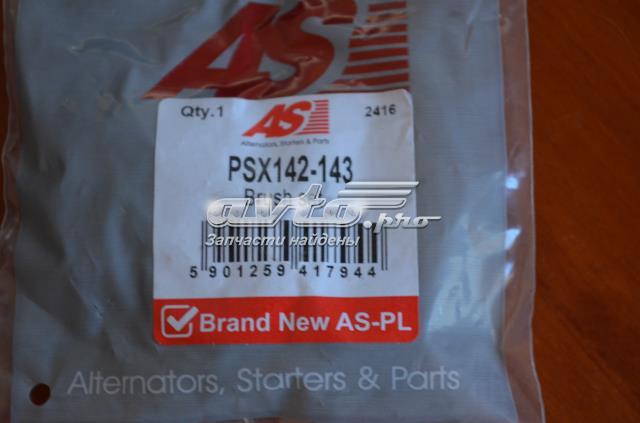 AS
Qty.1
2416
AS
Alternators, Starters & Parts
PSX142-143
Brush set
avto.pro
Запчасти найдены
5 901259 417944
Brand New AS-PL
Alternators, Starters & Parts